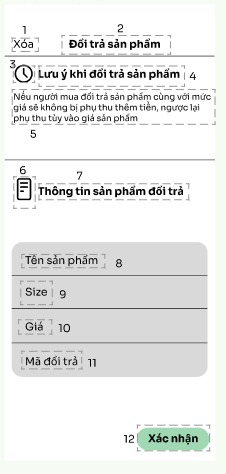 1
2
Xóa
Đổi trả sản phẩm
3
Lưu ý khi đổi trả sản phẩm
4
Nếu người mua đổi trả sản phẩm cùng với mức
giá sẽ không bị phụ thu thêm tiền, ngược lại
phụ thu tùy vào giá sản phẩm
5
6
7
Thông tin sản phẩm đổi trả
Tên sản phẩm 8
Size 9
Giá 10
Mã đổi trả 11
12 Xác nhận